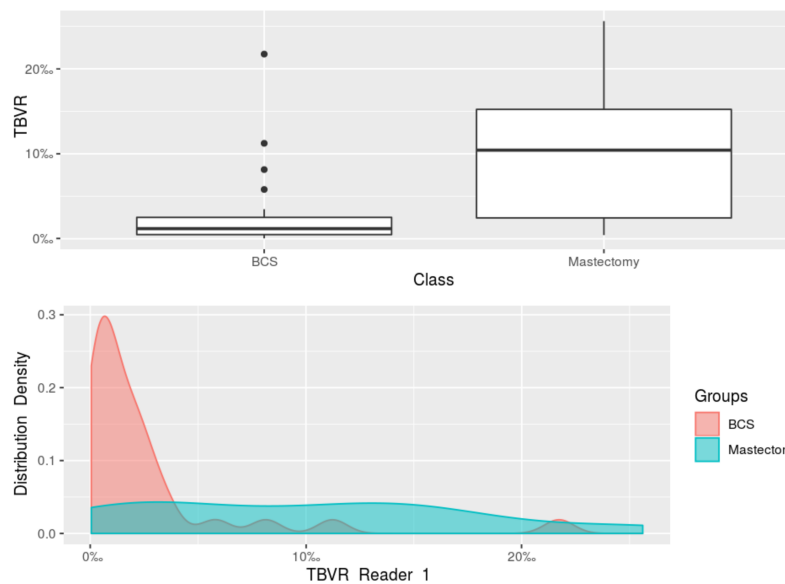 TBVR
20‰
10‰
0‰
BCS
Mastectomy
Class
Distribution Density
0.3
0.2
0.1
0.0
0‰
10‰
20‰
TBVR Reader 1
Groups
BCS
Mastector